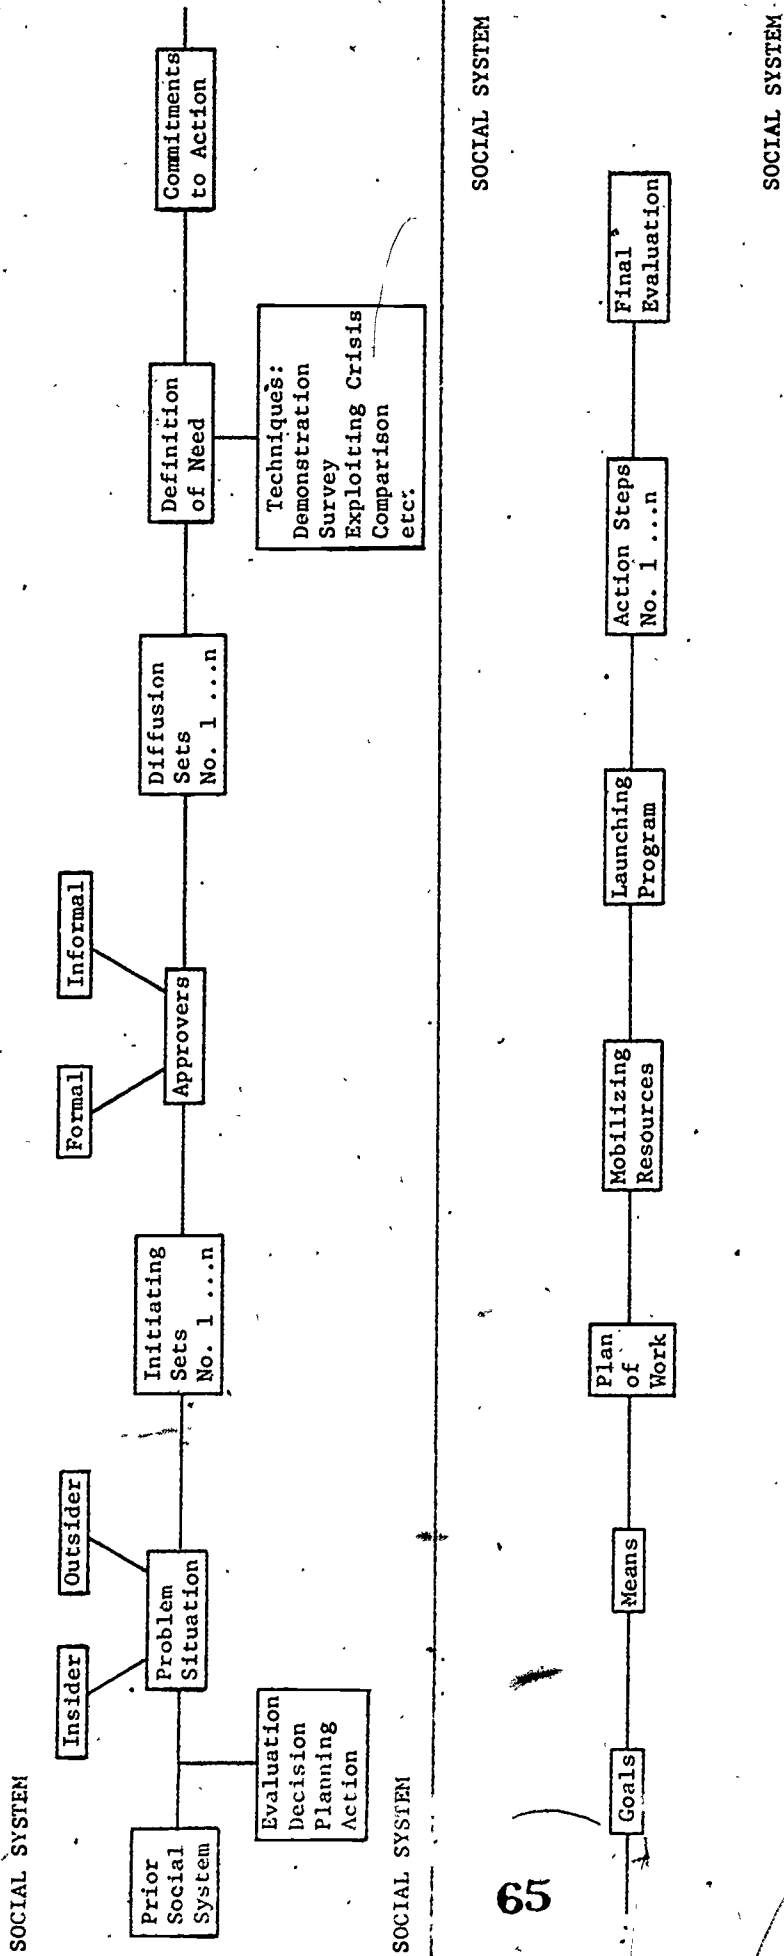 SOCIAL SYSTEM
Insider
Outsider
Formal
Informal
Prior
Social
System
Problem
Situation
Initiating
Sets
No. 1 ...n
Approvers
Diffusion
Sets
No. 1 ...n
Definition
of Need
Commitments
to Action
Evaluation
Decision
Planning
Action
Techniques:
Demonstration
Survey
Exploiting Crisis
Comparison
etc.
SOCIAL SYSTEM
SOCIAL SYSTEM
Goals
Means
Plan
of
Work
Mobilizing
Resources
Launching
Program
Action Steps
No. 1 ...n
Final
Evaluation
SOCIAL SYSTEM
65